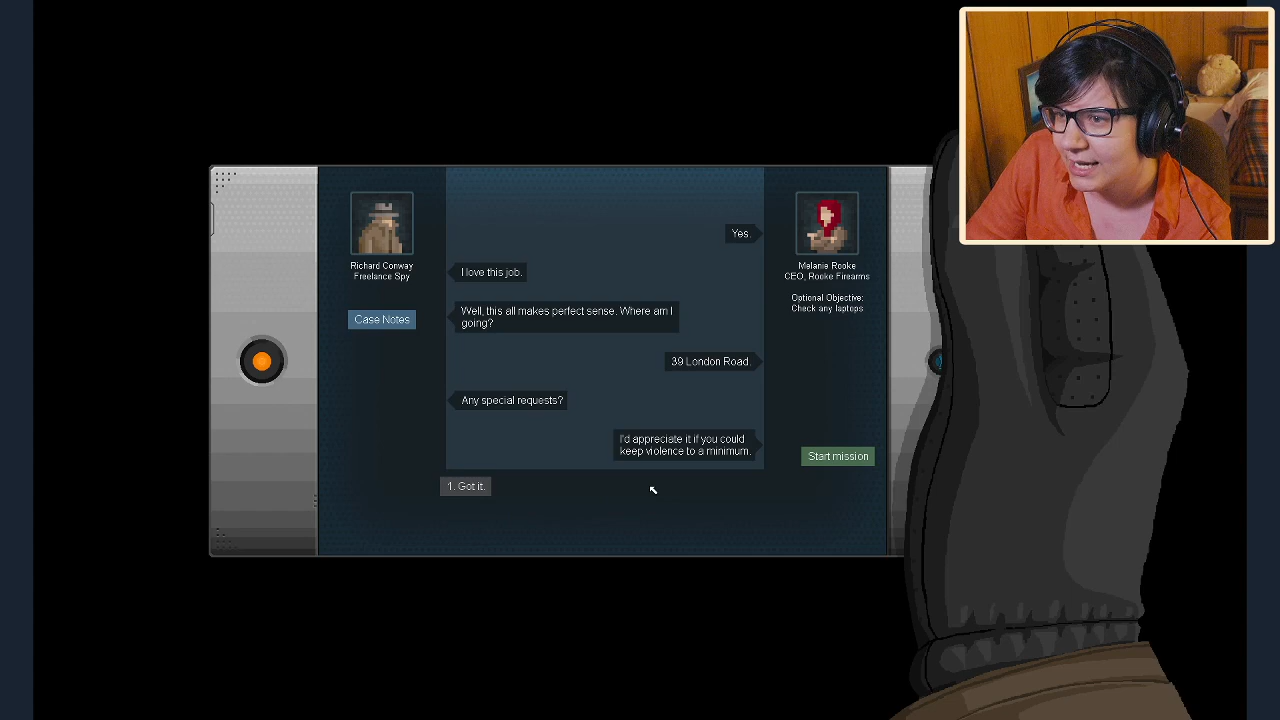 Yes.
Richard Conway
Freelance Spy
Melanie Rooke
CEO, Rooke Firearms
I love this job.
Optional Objective:
Check any laptops
Case Notes
Well, this all makes perfect sense. Where am I
going?
39 London Road.
Any special requests?
I'd appreciate it if you could
keep violence to a minimum.
Start mission
1. Got it.